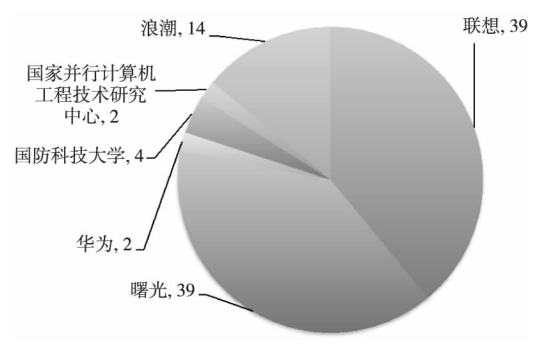 浪潮, 14
联想, 39
国家并行计算机
工程技术研究
中心, 2
国防科技大学, 4
华为, 2
曙光, 39